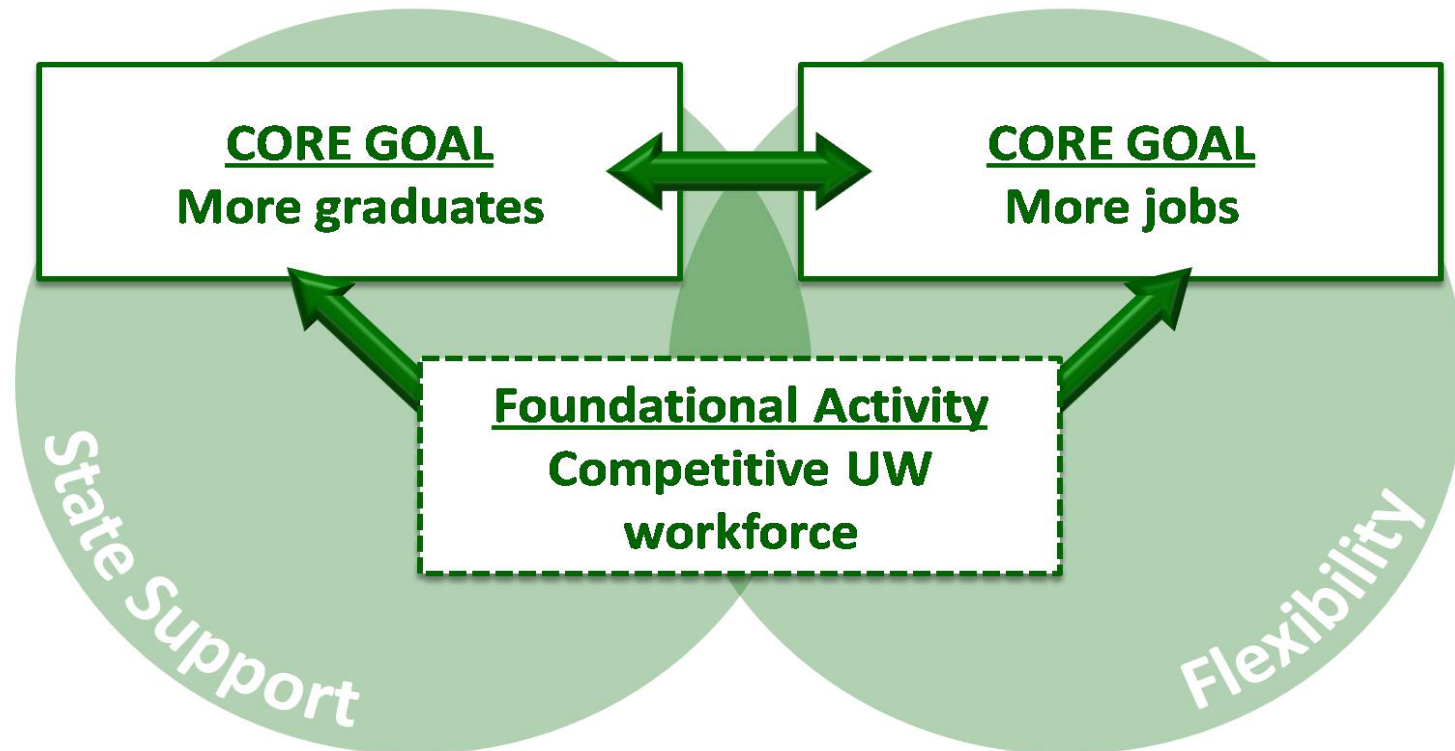 CORE GOAL
More graduates
CORE GOAL
More jobs
Foundational Activity
Competitive UW
workforce
State Support
Flexibility